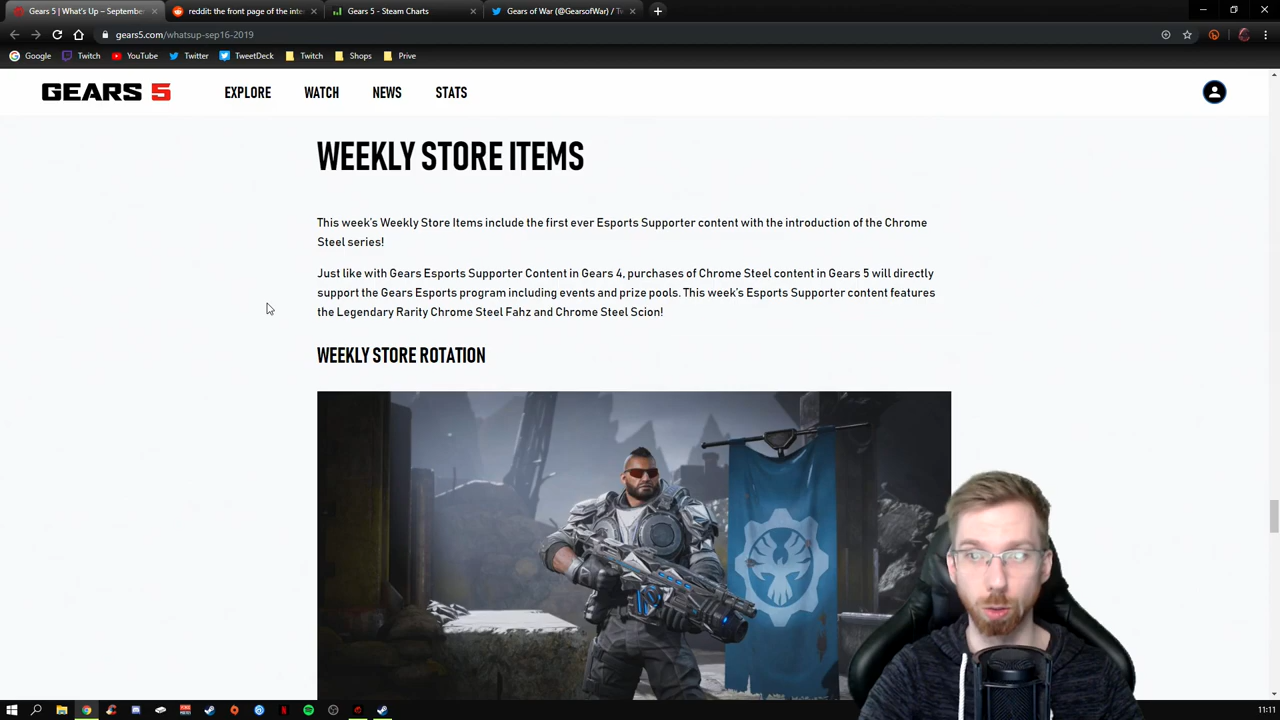 Gears 5 | What's Up – September
reddit: the front page of the inte
Gears 5 - Steam Charts
Gears of War (@GearsofWar) / Tw
gears5.com/whatsup-sep16-2019
Google
Twitch
YouTube
Twitter
TweetDeck
Twitch
Shops
Prive
GEARS 5
EXPLORE
WATCH
NEWS
STATS
WEEKLY STORE ITEMS
This week's Weekly Store Items include the first ever Esports Supporter content with the introduction of the Chrome
Steel series!
Just like with Gears Esports Supporter Content in Gears 4, purchases of Chrome Steel content in Gears 5 will directly
support the Gears Esports program including events and prize pools. This week's Esports Supporter content features
the Legendary Rarity Chrome Steel Fahz and Chrome Steel Scion!
WEEKLY STORE ROTATION
11:11